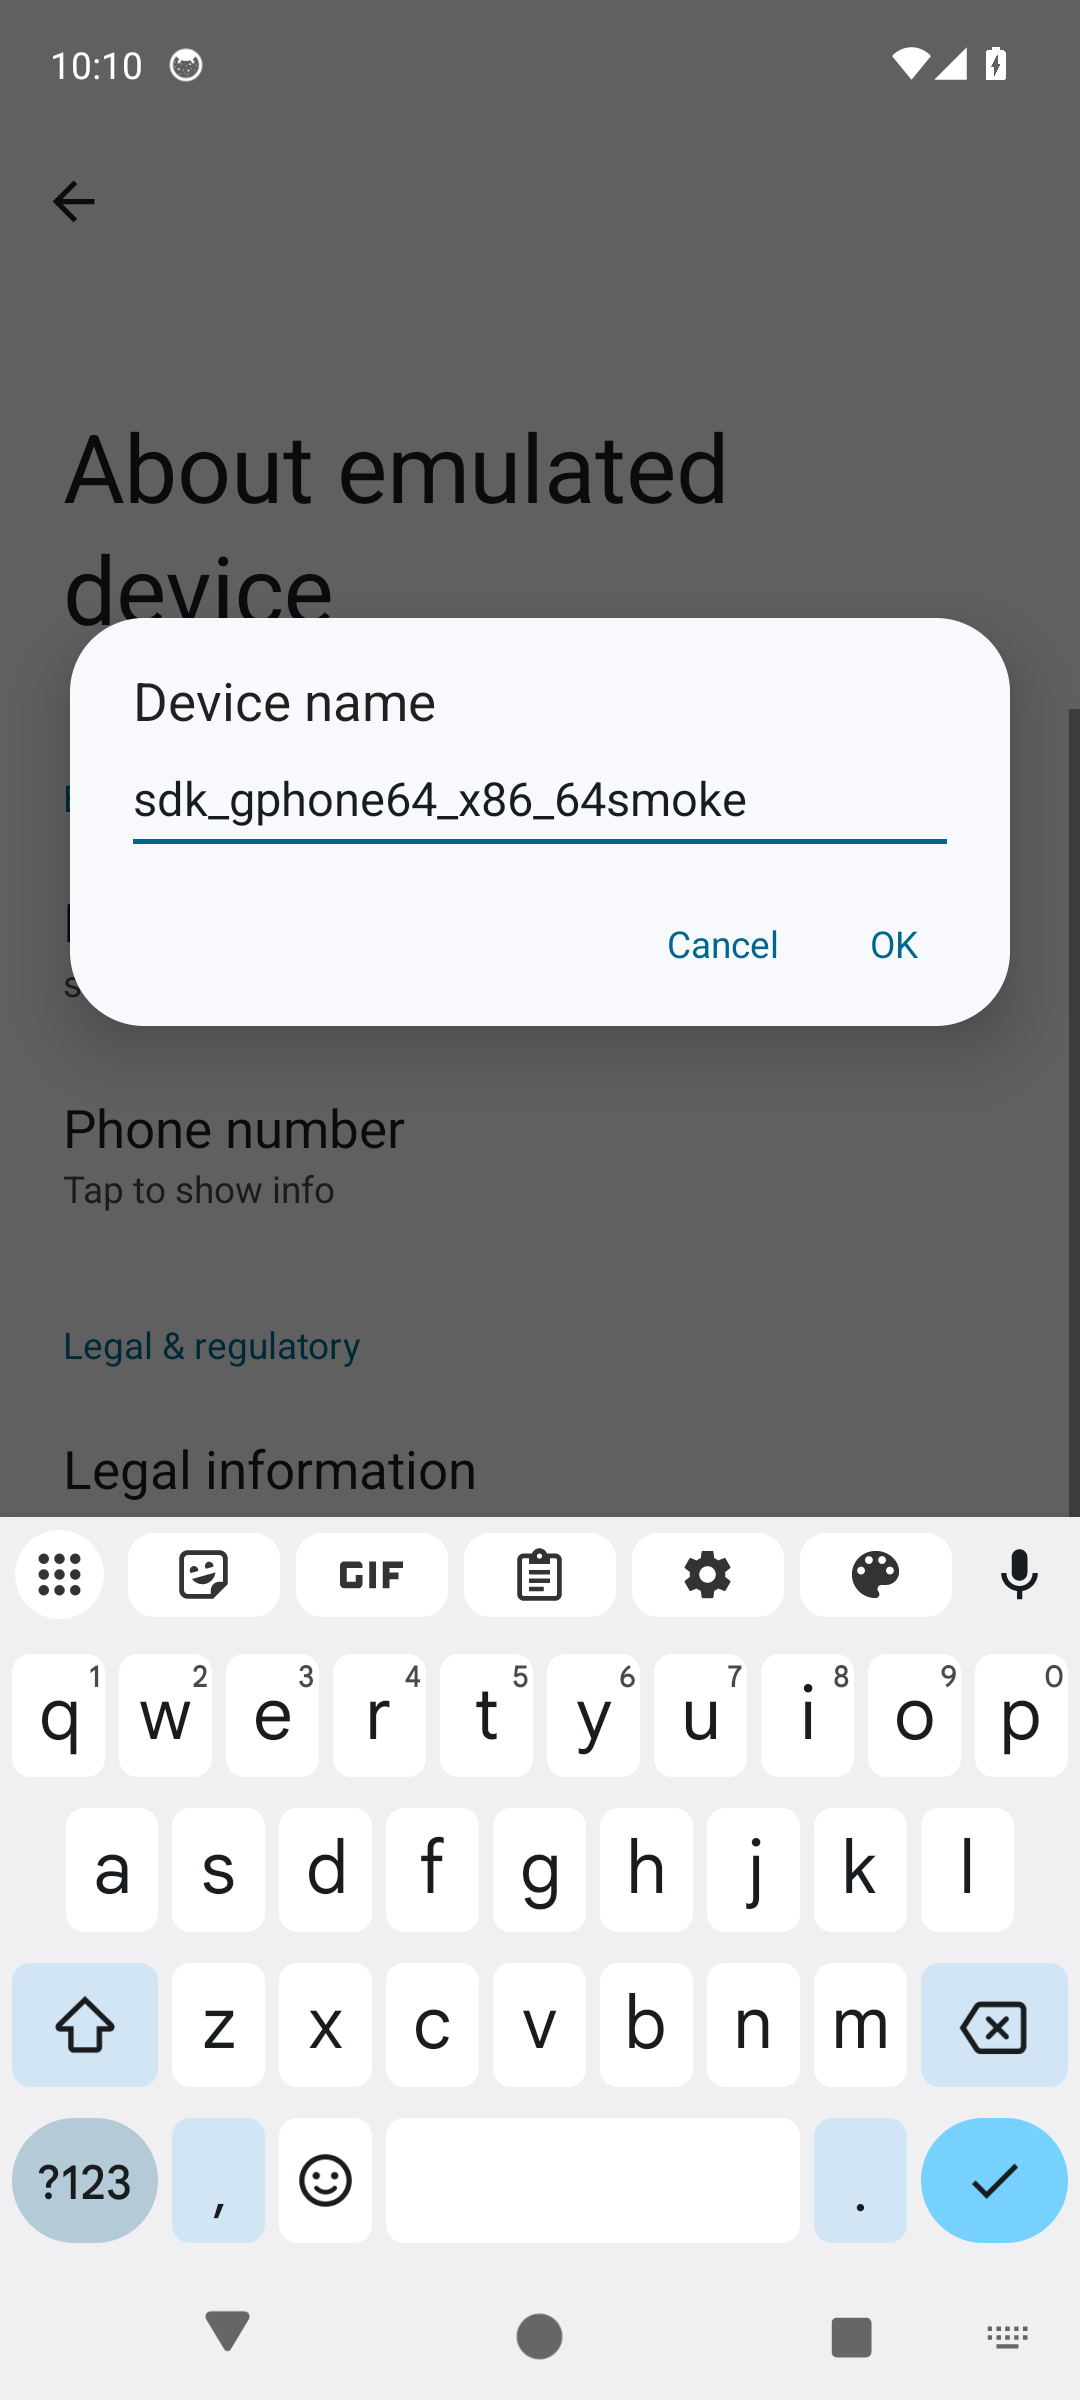 10:10
About emulated
device
Device name
sdk_gphone64_x86_64smoke
Cancel OK
Phone number
Tap to show info
Legal & regulatory
Legal information
GIF
q 1 w 2 e 3 r 4 t 5 y 6 u 7 i 8 o 9 p 0
a s d f g h j k l
z x c v b n m
?123 , .